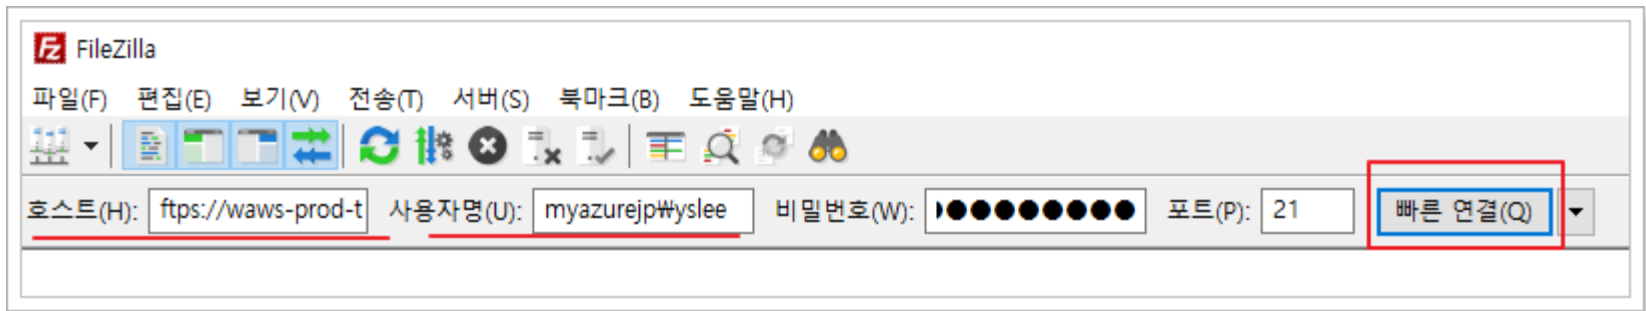 FileZilla
파일(F) 편집(E) 보기(V) 전송(T) 서버(S) 북마크(B) 도움말(H)
호스트(H): ftps://waws-prod-t 사용자명(U): myazurejp₩yslee 비밀번호(W): ●●●●●●●●● 포트(P): 21 빠른 연결(Q)